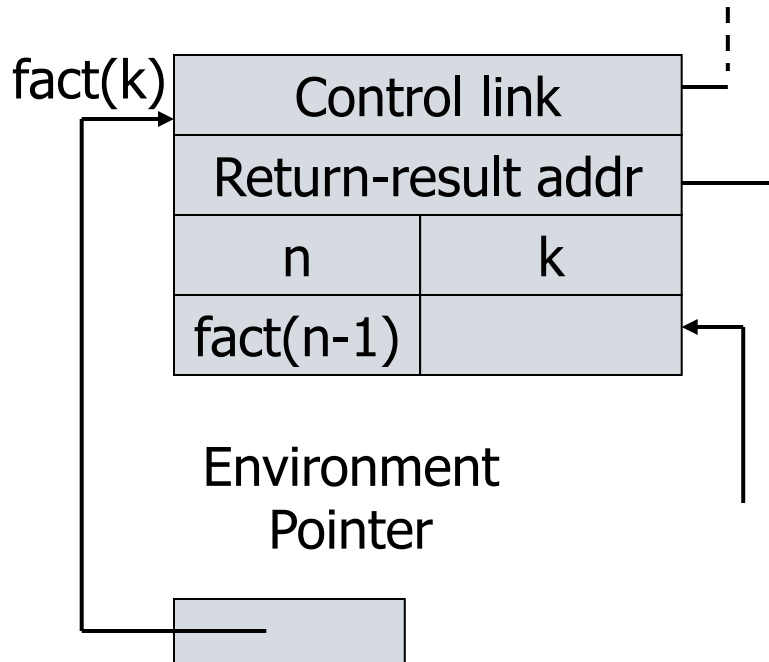 fact(k)
Control link
Return-result addr
n k
fact(n-1)
Environment
Pointer